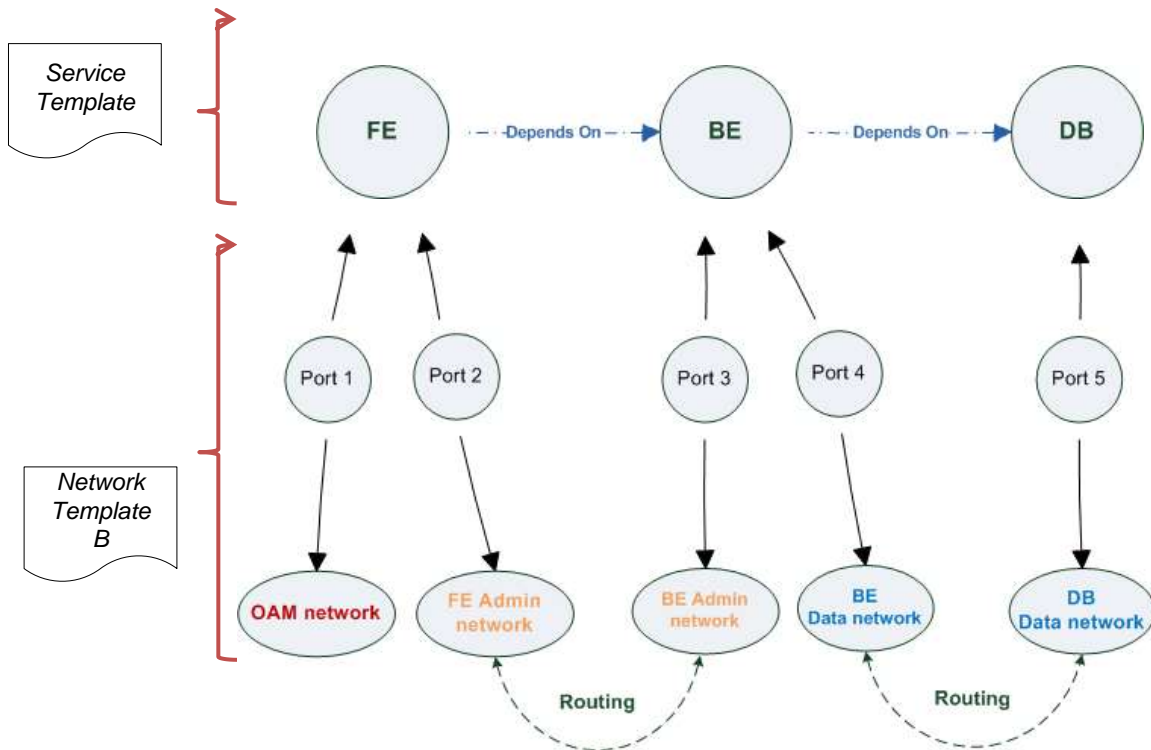 Service
Template
FE
Depends On
BE
Depends On
DB
Port 1
Port 2
Port 3
Port 4
Port 5
Network
Template
B
OAM network
FE Admin
network
BE Admin
network
BE
Data network
DB
Data network
Routing
Routing